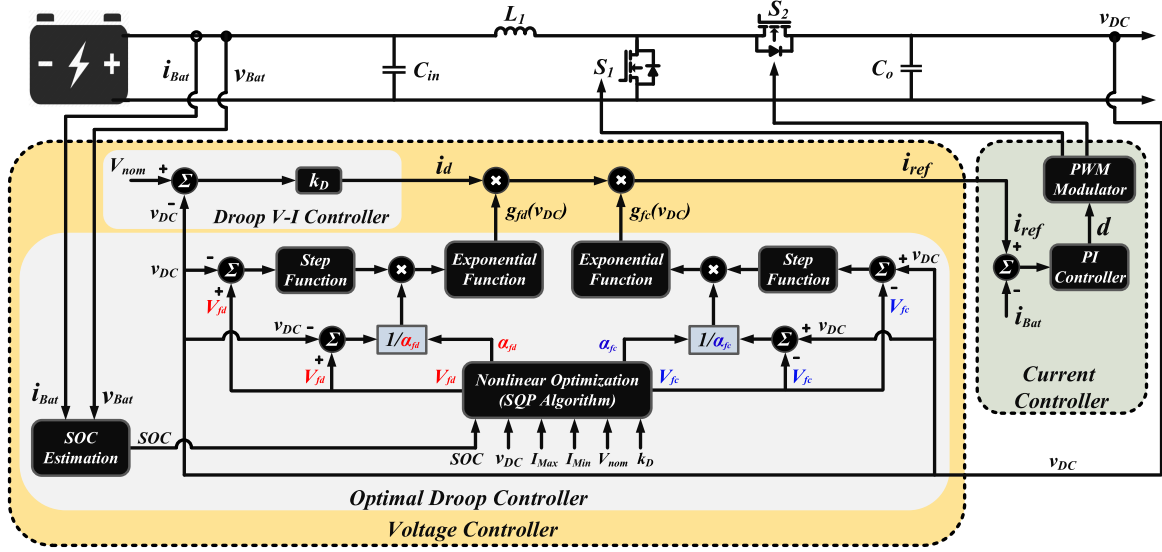 L1
S2
vDC
iBat
vBat
Cin
S1
Co
Vnom
+
Σ
-
vDC
kD
Droop V-I Controller
id
×
×
iref
gfd(vDC)
gfc(vDC)
PWM
Modulator
d
iref
+
Σ
-
iBat
PI
Controller
Current
Controller
vDC
-
Σ
+
Vfd
Step
Function
×
Exponential
Function
Exponential
Function
×
Step
Function
Σ
+
vDC
-
Vfc
vDC
-
Σ
+
Vfd
1/αfd
αfd
αfc
1/αfc
Σ
+
vDC
-
Vfc
Vfd
Nonlinear Optimization
(SQP Algorithm)
Vfc
iBat
vBat
SOC
Estimation
SOC
SOC
vDC
IMax
IMin
Vnom
kD
vDC
Optimal Droop Controller
Voltage Controller